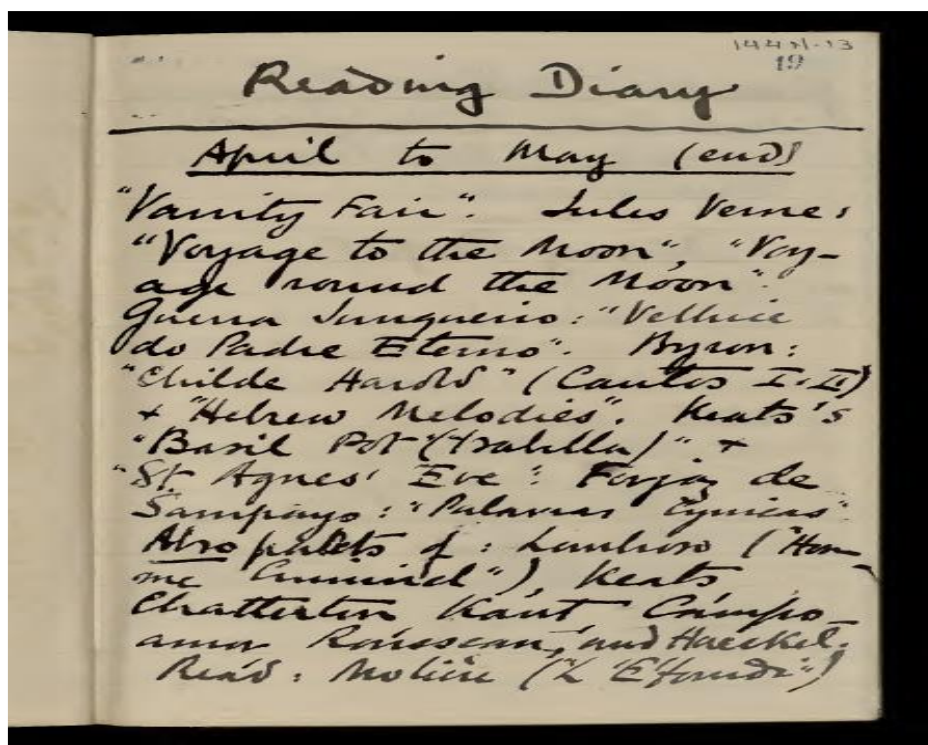 144N-13
19
Reading Diary
April to May (end)
"Vanity Fair". Jules Verne:
"Voyage to the Moon", "Voy-
age round the Moon".
Guerra Junqueiro: "Velhice
do Padre Eterno". Byron:
"Childe Harold" (Cantos I, II)
+ "Hebrew Melodies". Keats's
"Basil Pot (Isabella)" +
"St Agnes' Eve". Forjaz de
Sampayo: "Palavras Cynicas".
Also parts of: Lombroso ("Hom-
me Criminel"), Keats
Chatterton Kant Campo-
amor Rousseau, and Haeckel.
Read: Molière ("L'Étourdi")